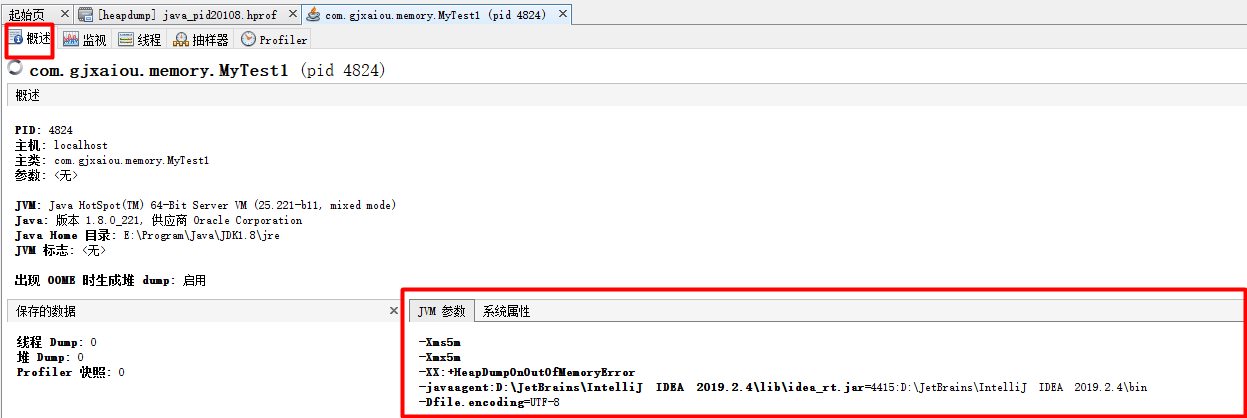 起始页 × [heapdump] java_pid20108.hprof × com.gjxaiou.memory.MyTest1 (pid 4824) ×
概述 监视 线程 抽样器 Profiler
com.gjxaiou.memory.MyTest1 (pid 4824)
概述
PID: 4824
主机: localhost
主类: com.gjxaiou.memory.MyTest1
参数: <无>
JVM: Java HotSpot(TM) 64-Bit Server VM (25.221-b11, mixed mode)
Java: 版本 1.8.0_221, 供应商 Oracle Corporation
Java Home 目录: E:\Program\Java\JDK1.8\jre
JVM 标志: <无>
出现 OOME 时生成堆 dump: 启用
保存的数据 ×
线程 Dump: 0
堆 Dump: 0
Profiler 快照: 0
JVM 参数 系统属性
-Xms5m
-Xmx5m
-XX:+HeapDumpOnOutOfMemoryError
-javaagent:D:\JetBrains\IntelliJ IDEA 2019.2.4\lib\idea_rt.jar=4415:D:\JetBrains\IntelliJ IDEA 2019.2.4\bin
-Dfile.encoding=UTF-8